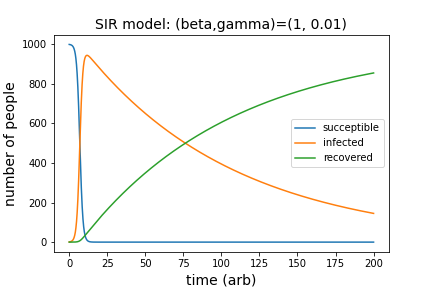 SIR model: (beta,gamma)=(1, 0.01)
number of people
1000
800
600
400
200
0
succeptible
infected
recovered
0 25 50 75 100 125 150 175 200
time (arb)